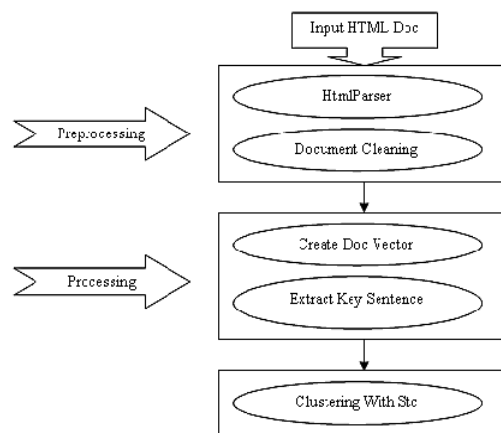 Input HTML Doc
HtmlParser
Preprocessing
Document Cleaning
Create Doc Vector
Processing
Extract Key Sentence
Clustering With Stc